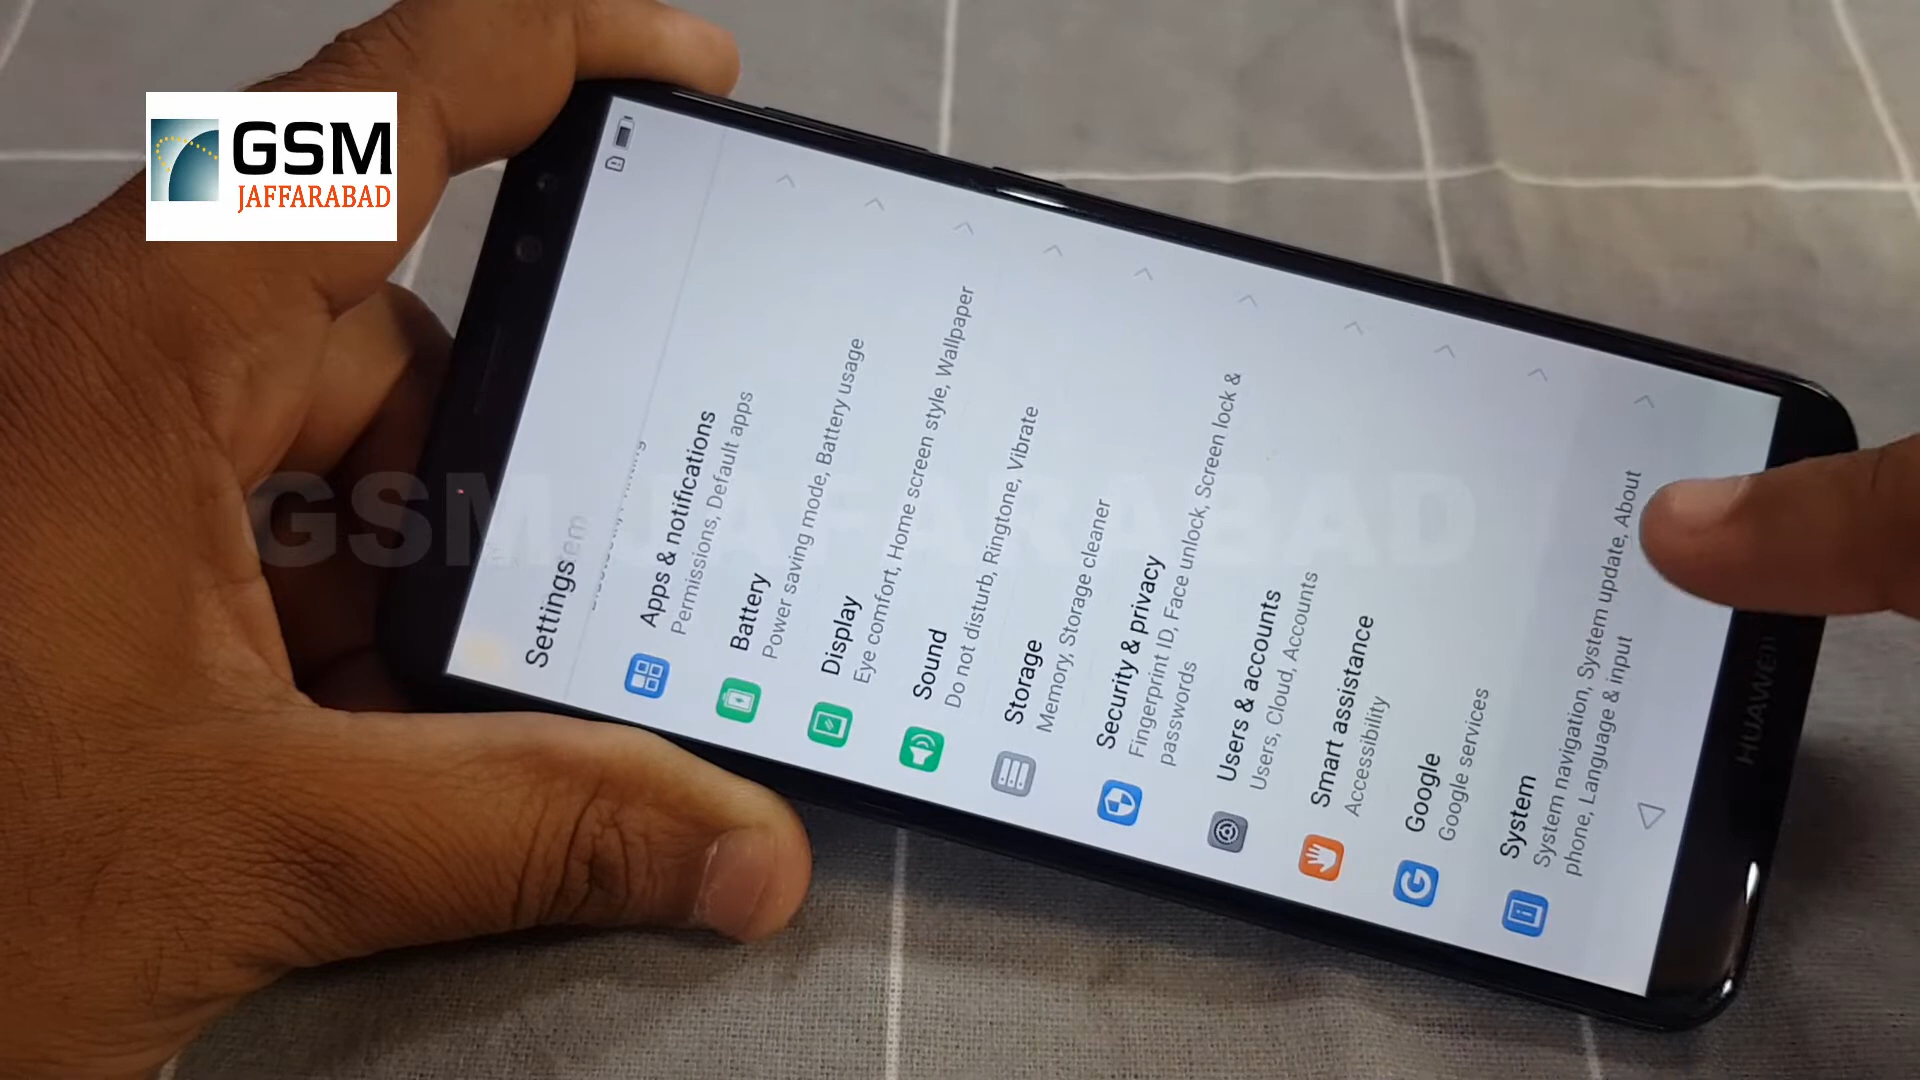 GSM
JAFFARABAD
GSM JAFARABAD
Settings
Apps & notifications
Permissions, Default apps
Battery
Power saving mode, Battery usage
Display
Eye comfort, Home screen style, Wallpaper
Sound
Do not disturb, Ringtone, Vibrate
Storage
Memory, Storage cleaner
Security & privacy
Fingerprint ID, Face unlock, Screen lock &
passwords
Users & accounts
Users, Cloud, Accounts
Smart assistance
Accessibility
Google
Google services
System
System navigation, System update, About
phone, Language & input
HUAWEI